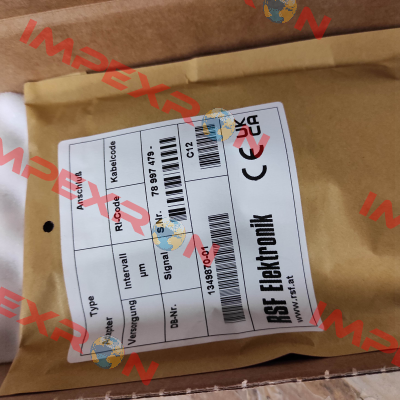 Type Anschluß
Adapter
Versorgung Intervall RI-Code Kabelcode
µm
Signal S.Nr. 78 997 479 -
DB-Nr.
1349870-01 C12
RSF Elektronik
www.rsf.at
CE UK CA
IMPEXRON